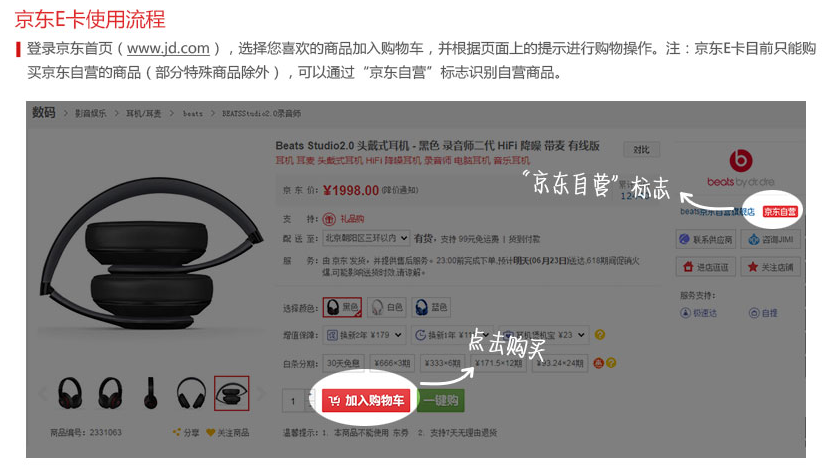 京东E卡使用流程
登录京东首页（www.jd.com），选择您喜欢的商品加入购物车，并根据页面上的提示进行购物操作。注：京东E卡目前只能购
买京东自营的商品（部分特殊商品除外），可以通过“京东自营”标志识别自营商品。
数码 > 影音娱乐 > 耳机/耳麦 > beats > BEATSStudio2.0录音师
Beats Studio2.0 头戴式耳机 - 黑色 录音师二代 HiFi 降噪 带麦 有线版
对比
耳机 耳麦 头戴式耳机 HiFi 降噪耳机 录音师 电脑耳机 音乐耳机
beats by dr.dre
京 东 价: ￥1998.00 (降价通知)
“京东自营”标志
beats京东自营旗舰店 京东自营
支 持: 礼品购
配 送 至: 北京朝阳区三环以内 有货, 支持 99元免运费 | 货到付款
联系供应商 咨询JIMI
服 务: 由 京东 发货, 并提供售后服务。23:00前完成下单,预计明天(06月23日)送达,618期间促销火
爆,可能影响送货时效,请谅解。
进店逛逛 关注店铺
服务支持:
选择颜色: 黑色 白色 蓝色
极速达 自提
增值保障: 换新2年 ￥179 换新1年 耳机堡机宝 ￥23
点击购买
白条分期: 30天免息 ￥666×3期 ￥333×6期 ￥171.5×12期 ￥93.24×24期
1 加入购物车 一键购
商品编号: 2331063 分享 关注商品
温馨提示: 1. 本商品不能使用 东券 2. 支持7天无理由退货